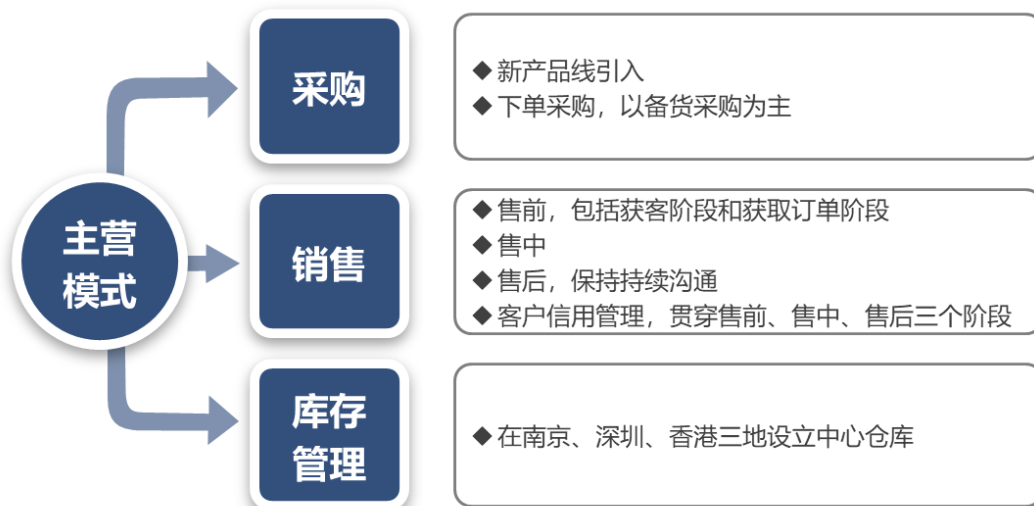 主营
模式
采购
◆ 新产品线引入
◆ 下单采购，以备货采购为主
销售
◆ 售前，包括获客阶段和获取订单阶段
◆ 售中
◆ 售后，保持持续沟通
◆ 客户信用管理，贯穿售前、售中、售后三个阶段
库存
管理
◆ 在南京、深圳、香港三地设立中心仓库